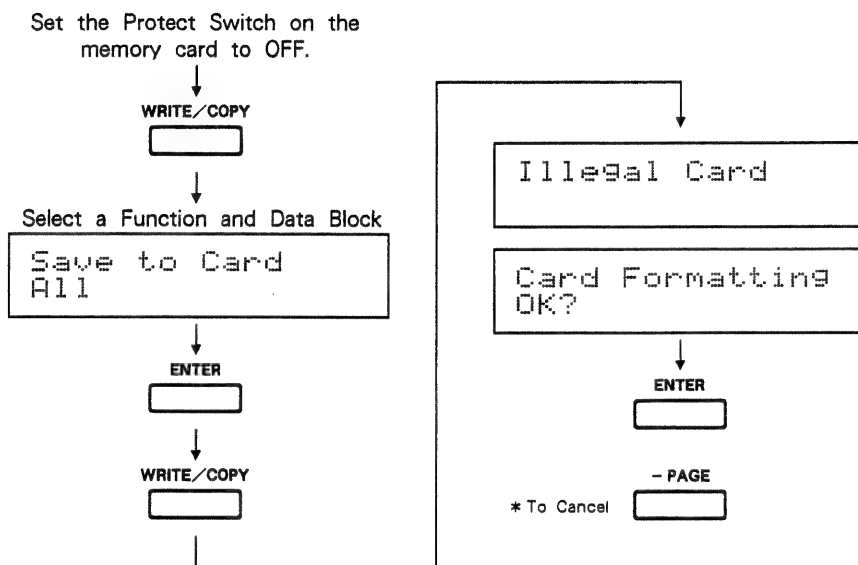 Set the Protect Switch on the
memory card to OFF.
WRITE/COPY
Select a Function and Data Block
Save to Card
All
ENTER
WRITE/COPY
Illegal Card
Card Formatting
OK?
ENTER
– PAGE
* To Cancel